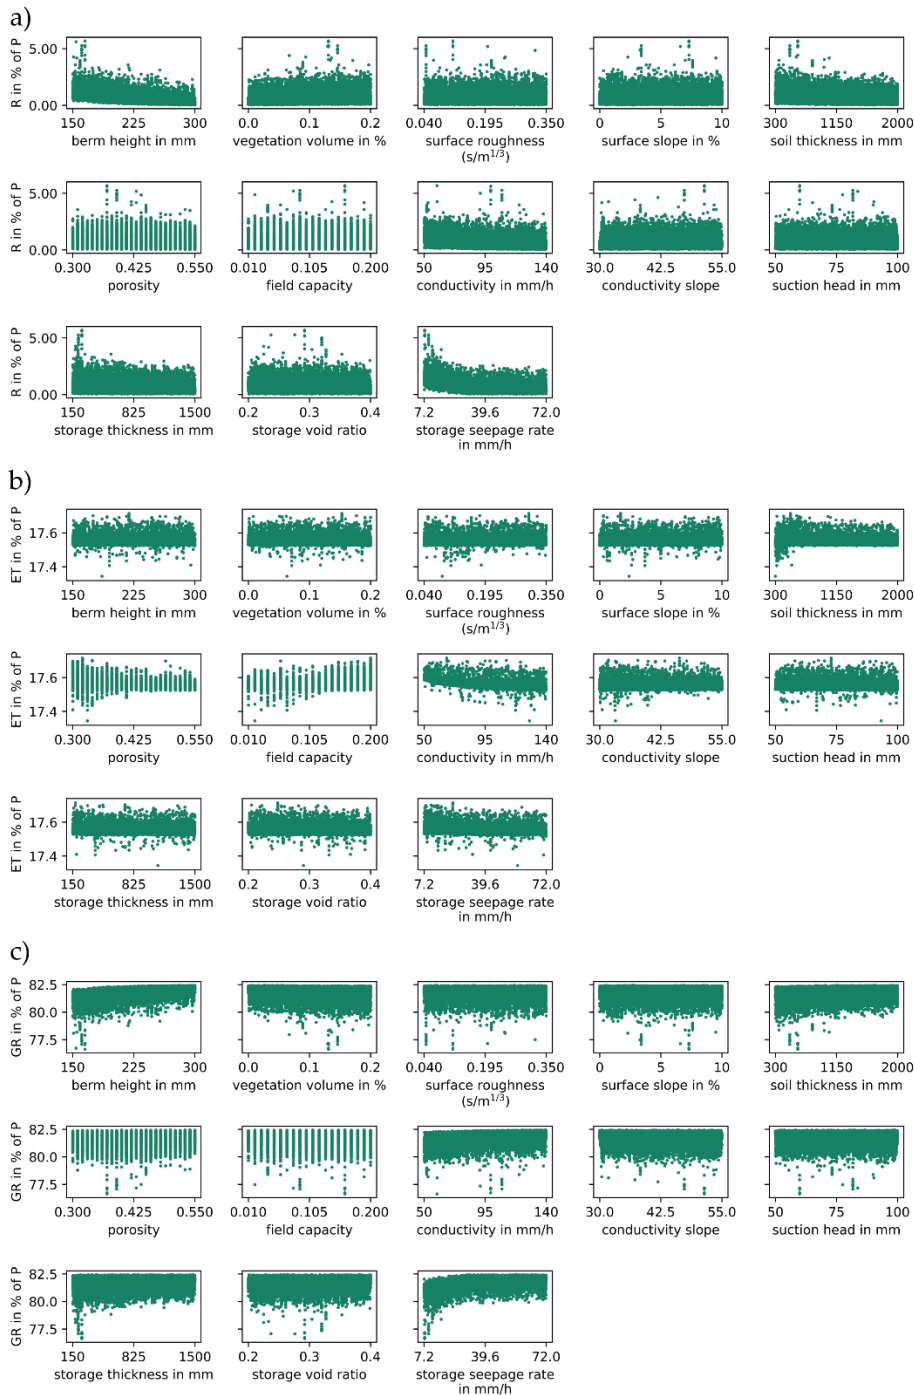 a)
R in % of P
5.00
0.00
150 225 300 0.0 0.1 0.2 0.040 0.195 0.350 0 5 10 300 1150 2000
berm height in mm vegetation volume in % surface roughness surface slope in % soil thickness in mm
(s/m^{1/3})
R in % of P
5.00
0.00
0.300 0.425 0.550 0.010 0.105 0.200 50 95 140 30.0 42.5 55.0 50 75 100
porosity field capacity conductivity in mm/h conductivity slope suction head in mm
R in % of P
5.00
0.00
150 825 1500 0.2 0.3 0.4 7.2 39.6 72.0
storage thickness in mm storage void ratio storage seepage rate
in mm/h
b)
ET in % of P
17.6
17.4
150 225 300 0.0 0.1 0.2 0.040 0.195 0.350 0 5 10 300 1150 2000
berm height in mm vegetation volume in % surface roughness surface slope in % soil thickness in mm
(s/m^{1/3})
ET in % of P
17.6
17.4
0.300 0.425 0.550 0.010 0.105 0.200 50 95 140 30.0 42.5 55.0 50 75 100
porosity field capacity conductivity in mm/h conductivity slope suction head in mm
ET in % of P
17.6
17.4
150 825 1500 0.2 0.3 0.4 7.2 39.6 72.0
storage thickness in mm storage void ratio storage seepage rate
in mm/h
c)
GR in % of P
82.5
80.0
77.5
150 225 300 0.0 0.1 0.2 0.040 0.195 0.350 0 5 10 300 1150 2000
berm height in mm vegetation volume in % surface roughness surface slope in % soil thickness in mm
(s/m^{1/3})
GR in % of P
82.5
80.0
77.5
0.300 0.425 0.550 0.010 0.105 0.200 50 95 140 30.0 42.5 55.0 50 75 100
porosity field capacity conductivity in mm/h conductivity slope suction head in mm
GR in % of P
82.5
80.0
77.5
150 825 1500 0.2 0.3 0.4 7.2 39.6 72.0
storage thickness in mm storage void ratio storage seepage rate
in mm/h